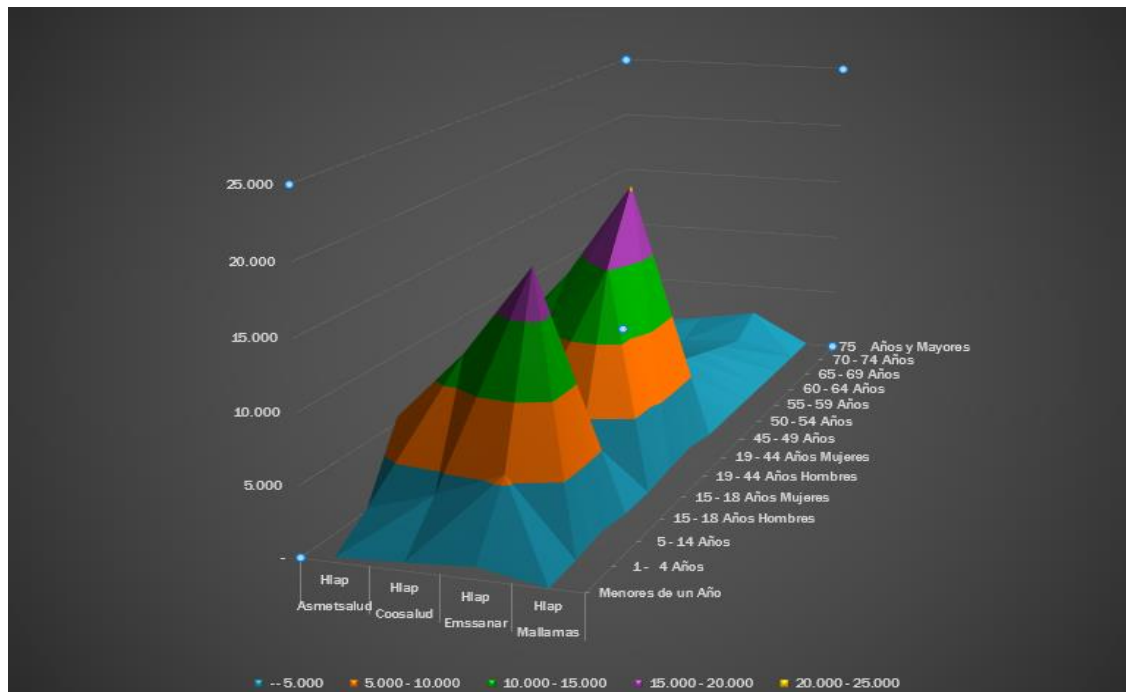 25.000
20.000
15.000
10.000
5.000
-
Hlap
Asmetsalud
Hlap
Coosalud
Hlap
Emssanar
Hlap
Mallamas
75 Años y Mayores
70 - 74 Años
65 - 69 Años
60 - 64 Años
55 - 59 Años
50 - 54 Años
45 - 49 Años
19 - 44 Años Mujeres
19 - 44 Años Hombres
15 - 18 Años Mujeres
15 - 18 Años Hombres
5 - 14 Años
1 - 4 Años
Menores de un Año
--5.000
5.000 - 10.000
10.000 - 15.000
15.000 - 20.000
20.000 - 25.000